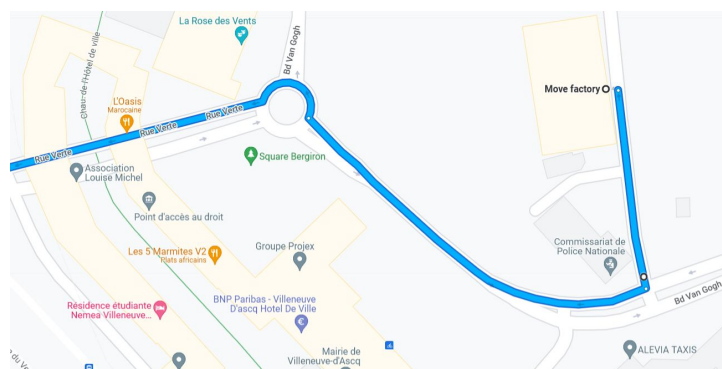 La Rose des Vents
Bd Van Gogh
Chau. de l'Hôtel de ville
L'Oasis
Marocaine
Move factory
Rue Verte
Rue Verte
Rue Verte
Square Bergiron
Association
Louise Michel
Point d'accès au droit
Les 5 Marmites V2
Plats africains
Groupe Projex
Commissariat de
Police Nationale
Bd Van Gogh
Résidence étudiante
Nemea Villeneuve...
BNP Paribas - Villeneuve
D'ascq Hotel De Ville
Mairie de
Villeneuve-d'Ascq
ALEVIA TAXIS